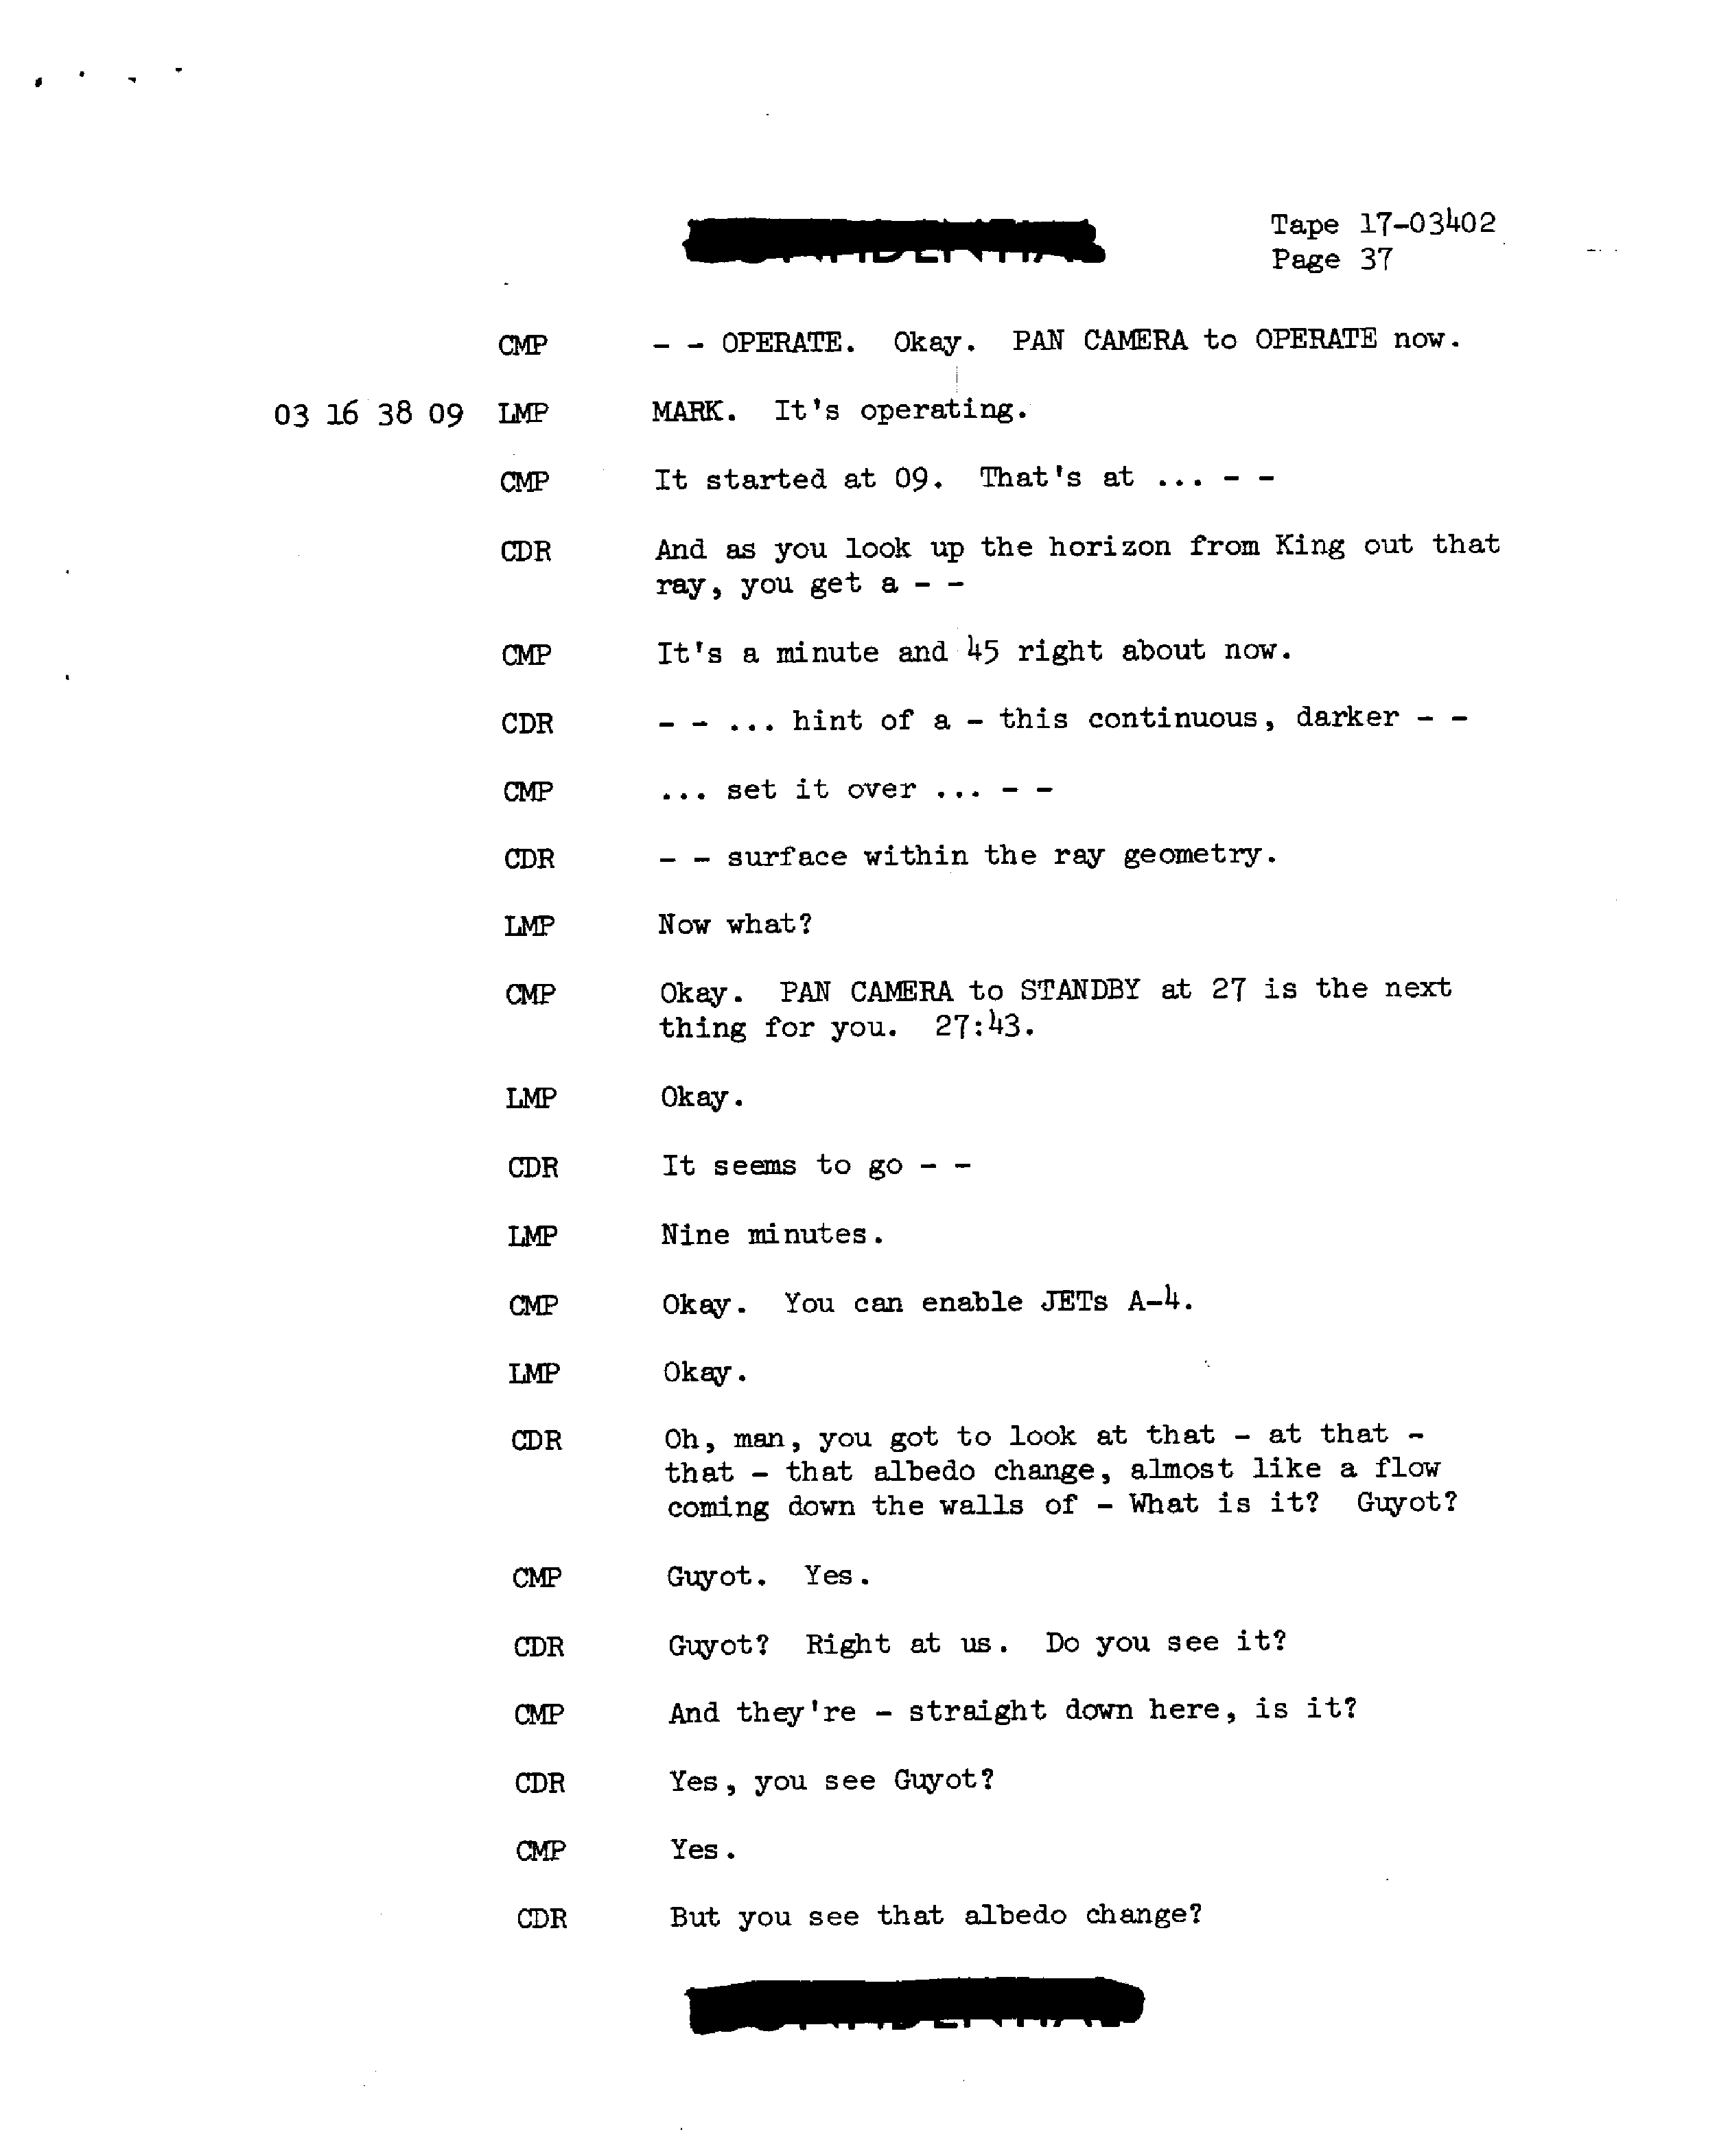 Tape 17-03402
Page 37
CMP - - OPERATE. Okay. PAN CAMERA to OPERATE now.
03 16 38 09 LMP MARK. It's operating.
CMP It started at 09. That's at ... - -
CDR And as you look up the horizon from King out that
ray, you get a - -
CMP It's a minute and 45 right about now.
CDR - - ... hint of a - this continuous, darker - -
CMP ... set it over ... - -
CDR - - surface within the ray geometry.
LMP Now what?
CMP Okay. PAN CAMERA to STANDBY at 27 is the next
thing for you. 27:43.
LMP Okay.
CDR It seems to go - -
LMP Nine minutes.
CMP Okay. You can enable JETs A-4.
LMP Okay.
CDR Oh, man, you got to look at that - at that -
that - that albedo change, almost like a flow
coming down the walls of - What is it? Guyot?
CMP Guyot. Yes.
CDR Guyot? Right at us. Do you see it?
CMP And they're - straight down here, is it?
CDR Yes, you see Guyot?
CMP Yes.
CDR But you see that albedo change?